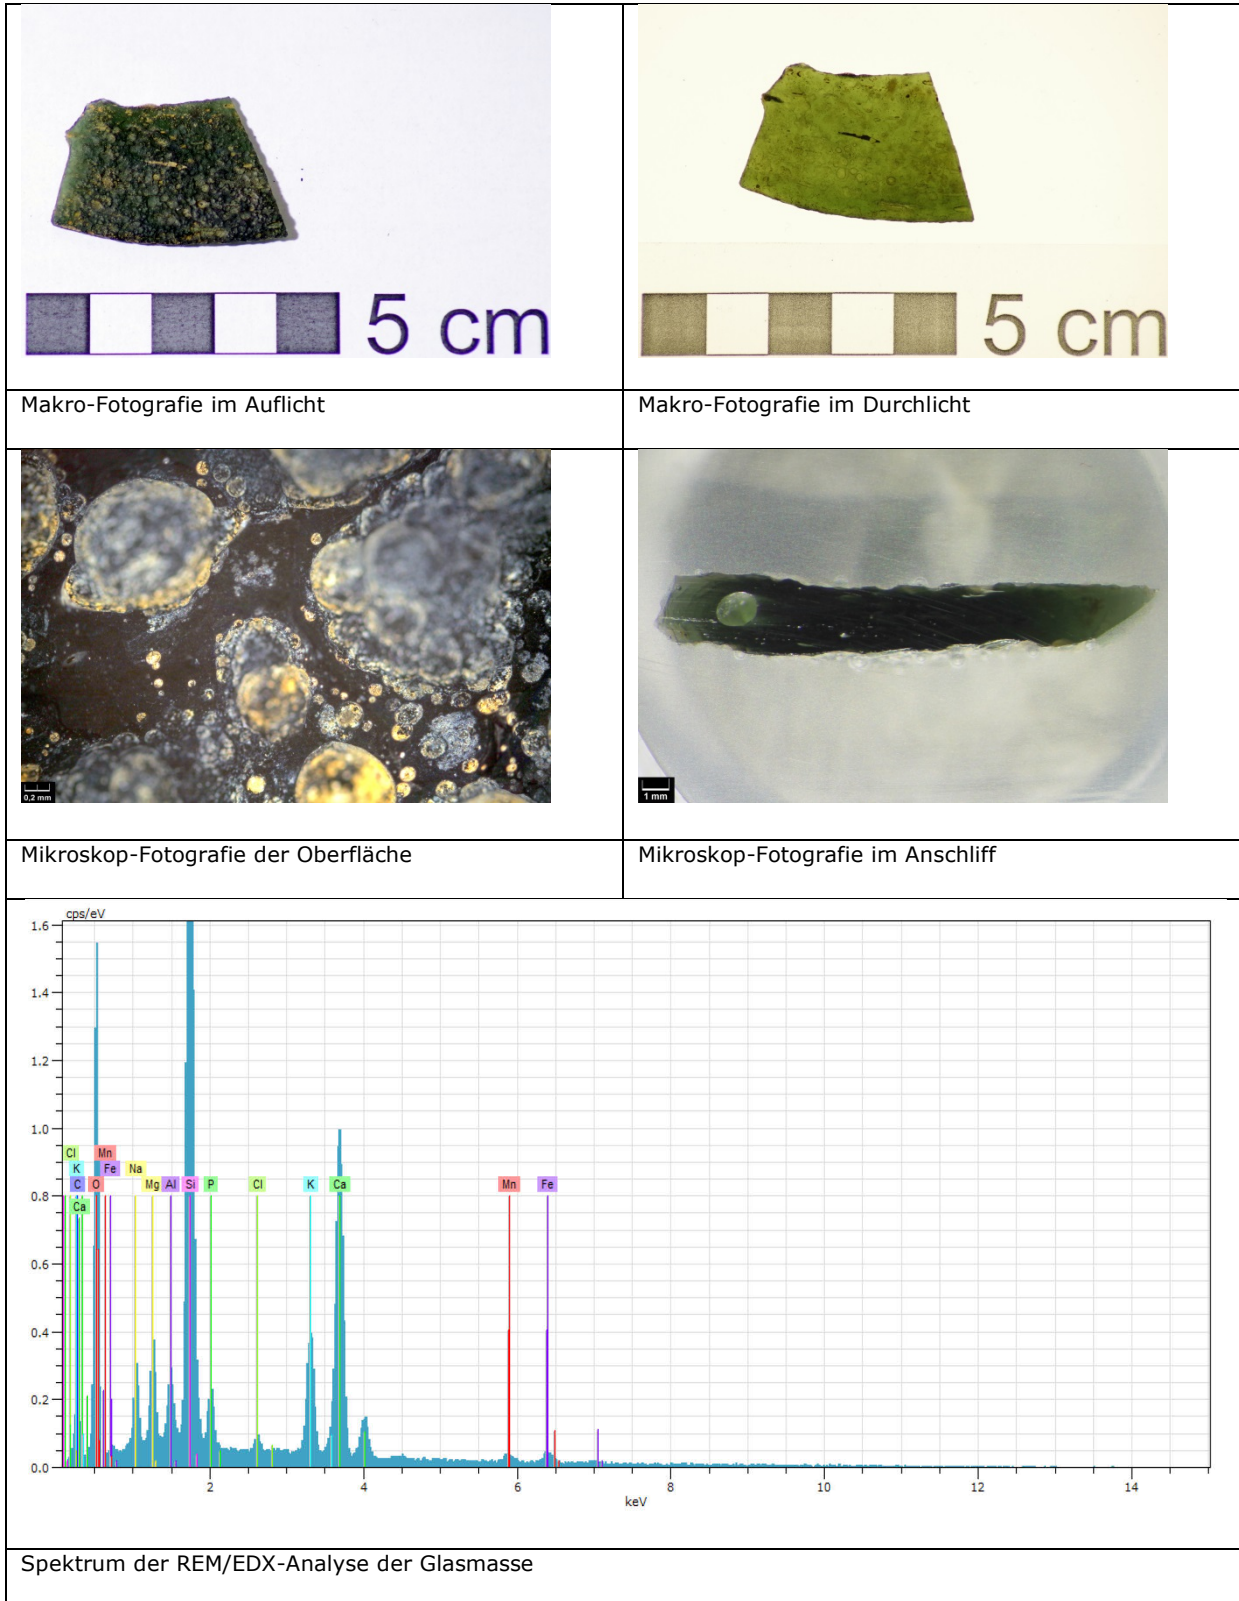 5 cm
5 cm
Makro-Fotografie im Auflicht
Makro-Fotografie im Durchlicht
0,2 mm
1 mm
Mikroskop-Fotografie der Oberfläche
Mikroskop-Fotografie im Anschliff
cps/eV
1.6
1.4
1.2
1.0
Cl
Mn
K
Fe
Na
C
O
Mg
Al
Si
P
Cl
K
Ca
Mn
Fe
0.8
Ca
0.6
0.4
0.2
0.0
2
4
6
8
10
12
14
keV
Spektrum der REM/EDX-Analyse der Glasmasse